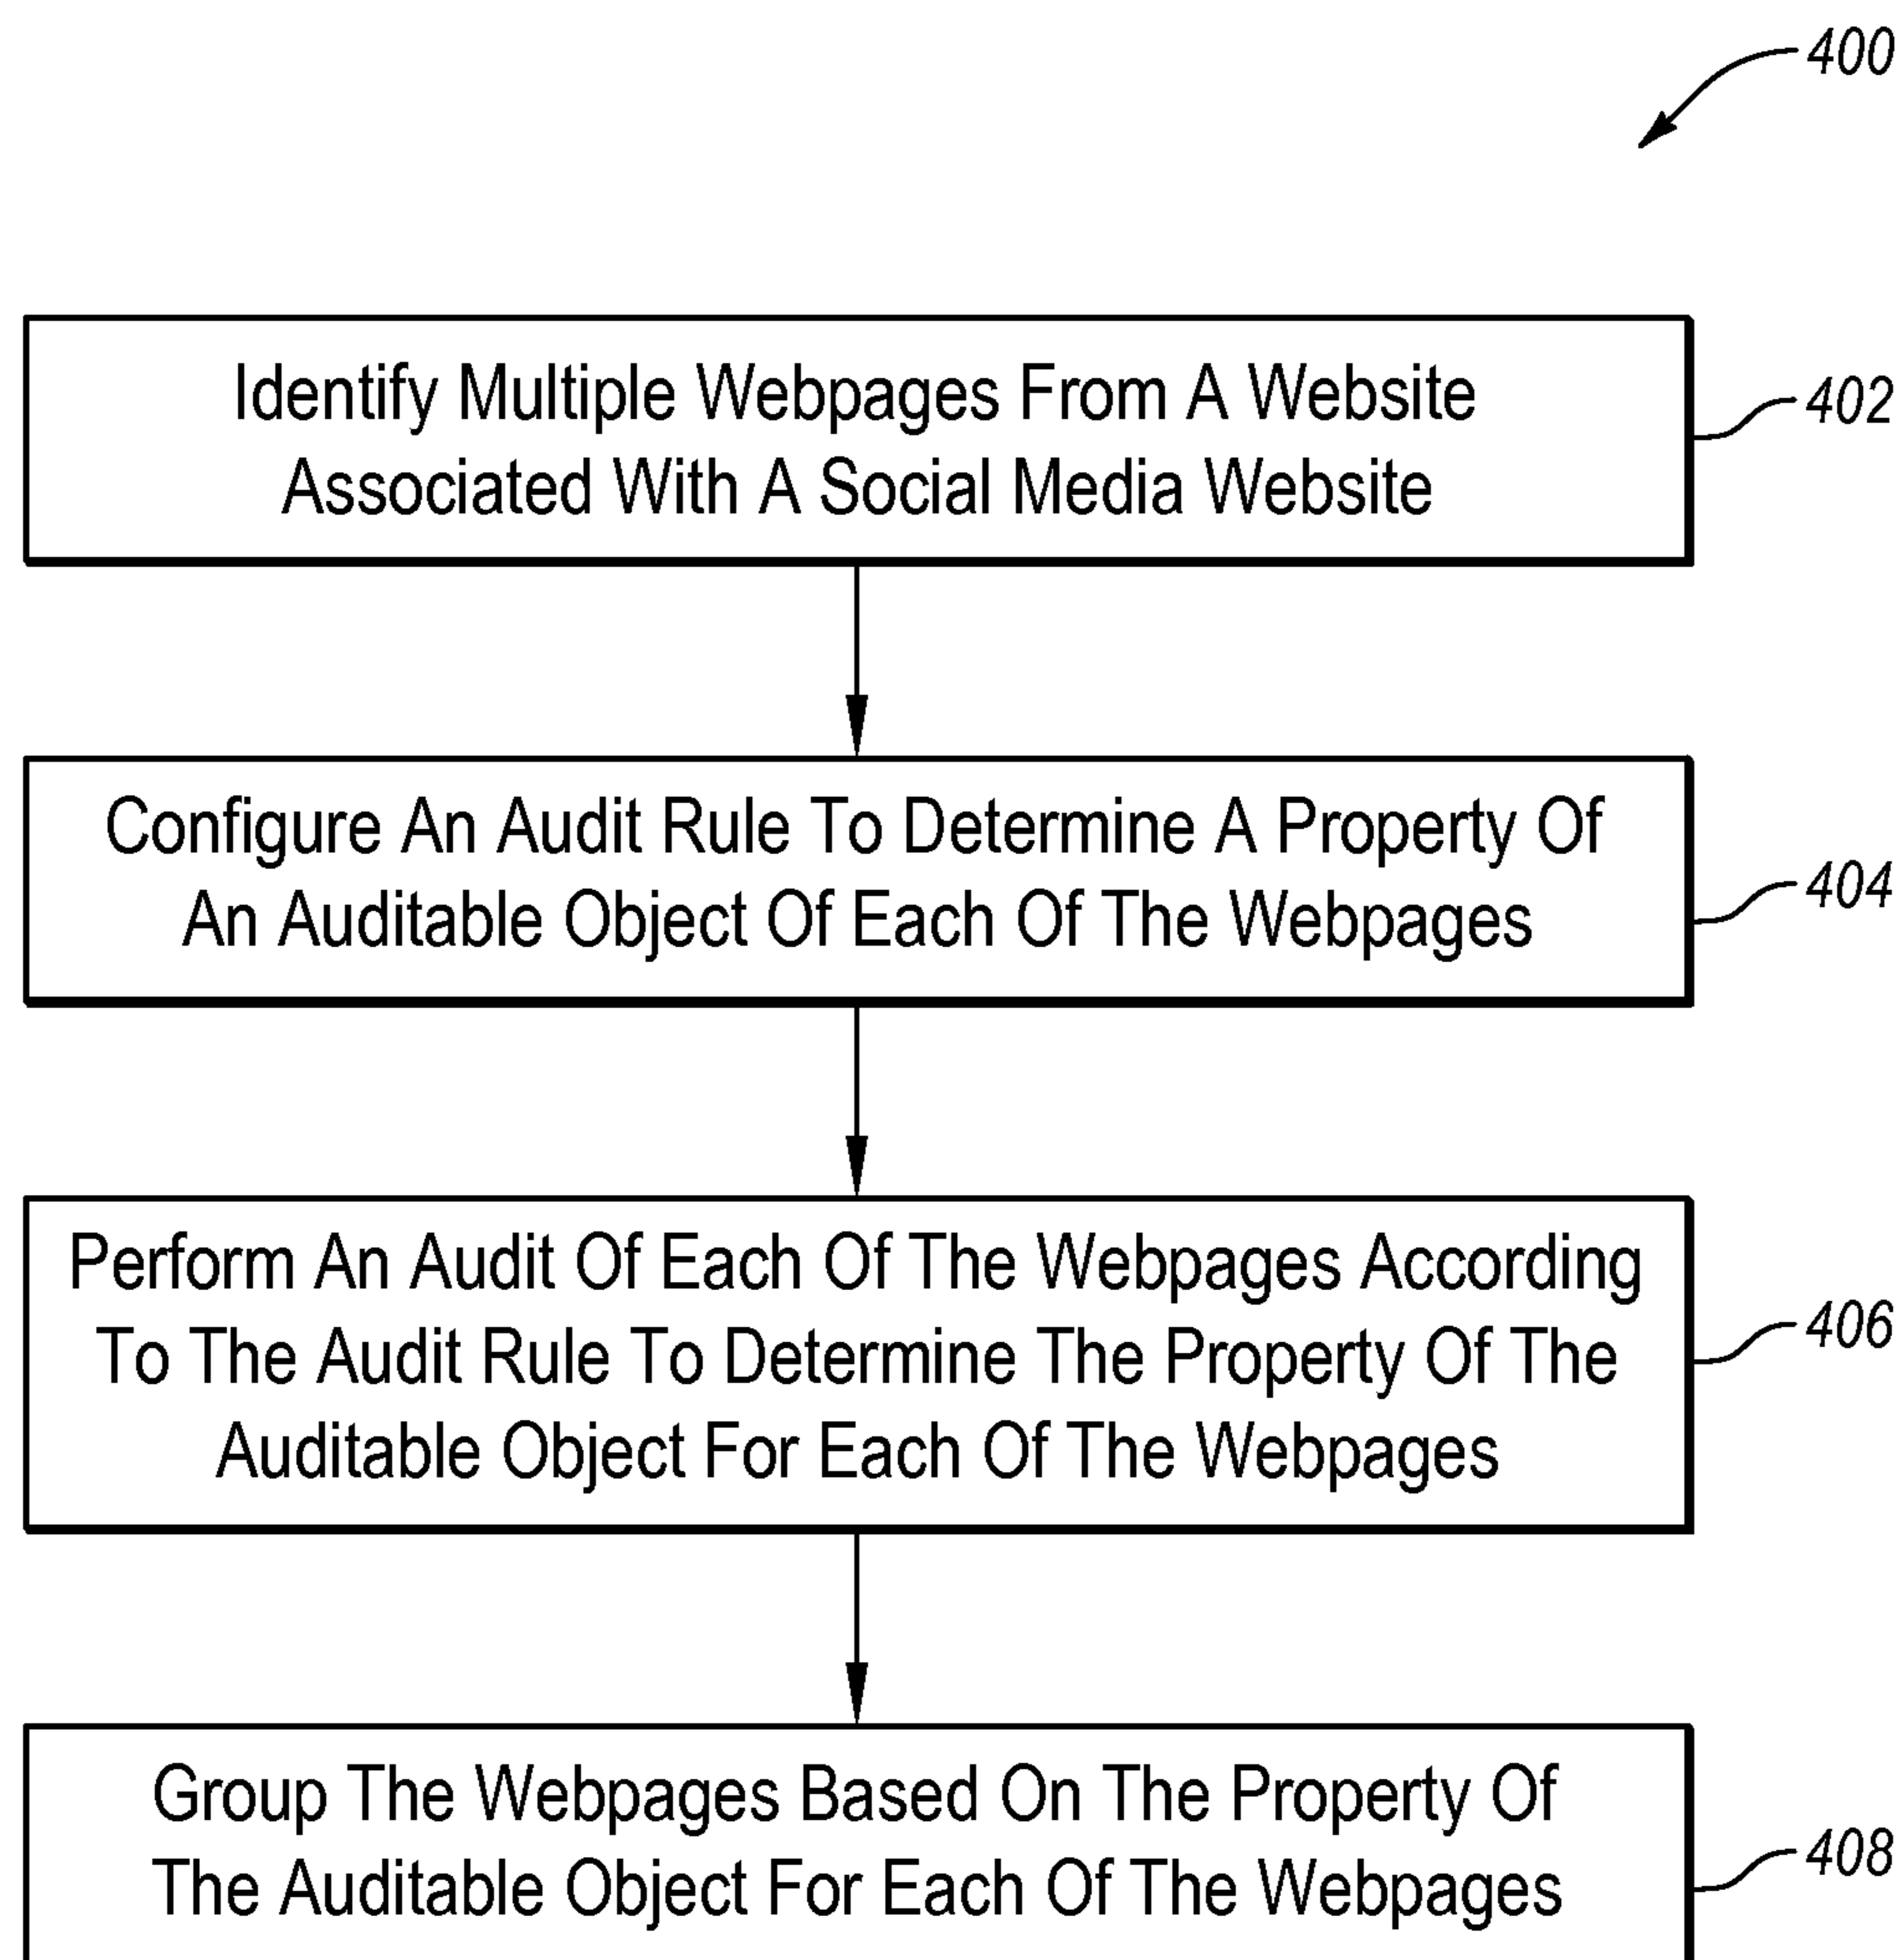 400
Identify Multiple Webpages From A Website
Associated With A Social Media Website
402
Configure An Audit Rule To Determine A Property Of
An Auditable Object Of Each Of The Webpages
404
Perform An Audit Of Each Of The Webpages According
To The Audit Rule To Determine The Property Of The
Auditable Object For Each Of The Webpages
406
Group The Webpages Based On The Property Of
The Auditable Object For Each Of The Webpages
408